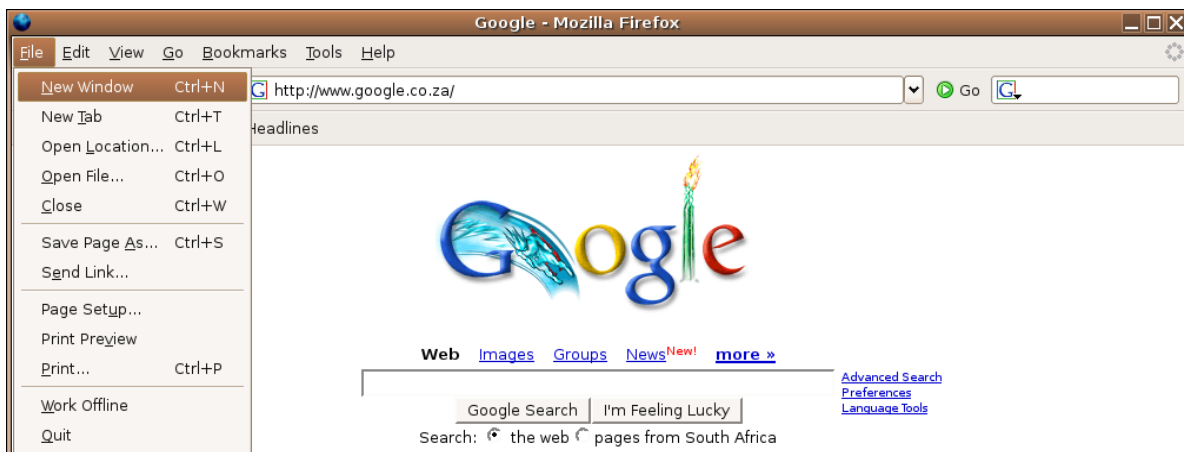 Google - Mozilla Firefox
File Edit View Go Bookmarks Tools Help
New Window Ctrl+N
New Tab Ctrl+T
Open Location... Ctrl+L
Open File... Ctrl+O
Close Ctrl+W
Save Page As... Ctrl+S
Send Link...
Page Setup...
Print Preview
Print... Ctrl+P
Work Offline
Quit
G http://www.google.co.za/ Go G
Headlines
Google
Web Images Groups News New! more »
Advanced Search
Preferences
Language Tools
Google Search I'm Feeling Lucky
Search: the web pages from South Africa